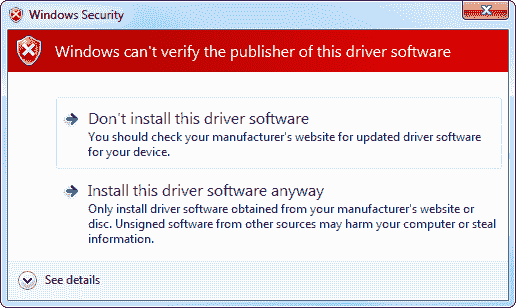 Windows Security
Windows can't verify the publisher of this driver software
Don't install this driver software
You should check your manufacturer's website for updated driver software
for your device.
Install this driver software anyway
Only install driver software obtained from your manufacturer's website or
disc. Unsigned software from other sources may harm your computer or steal
information.
See details